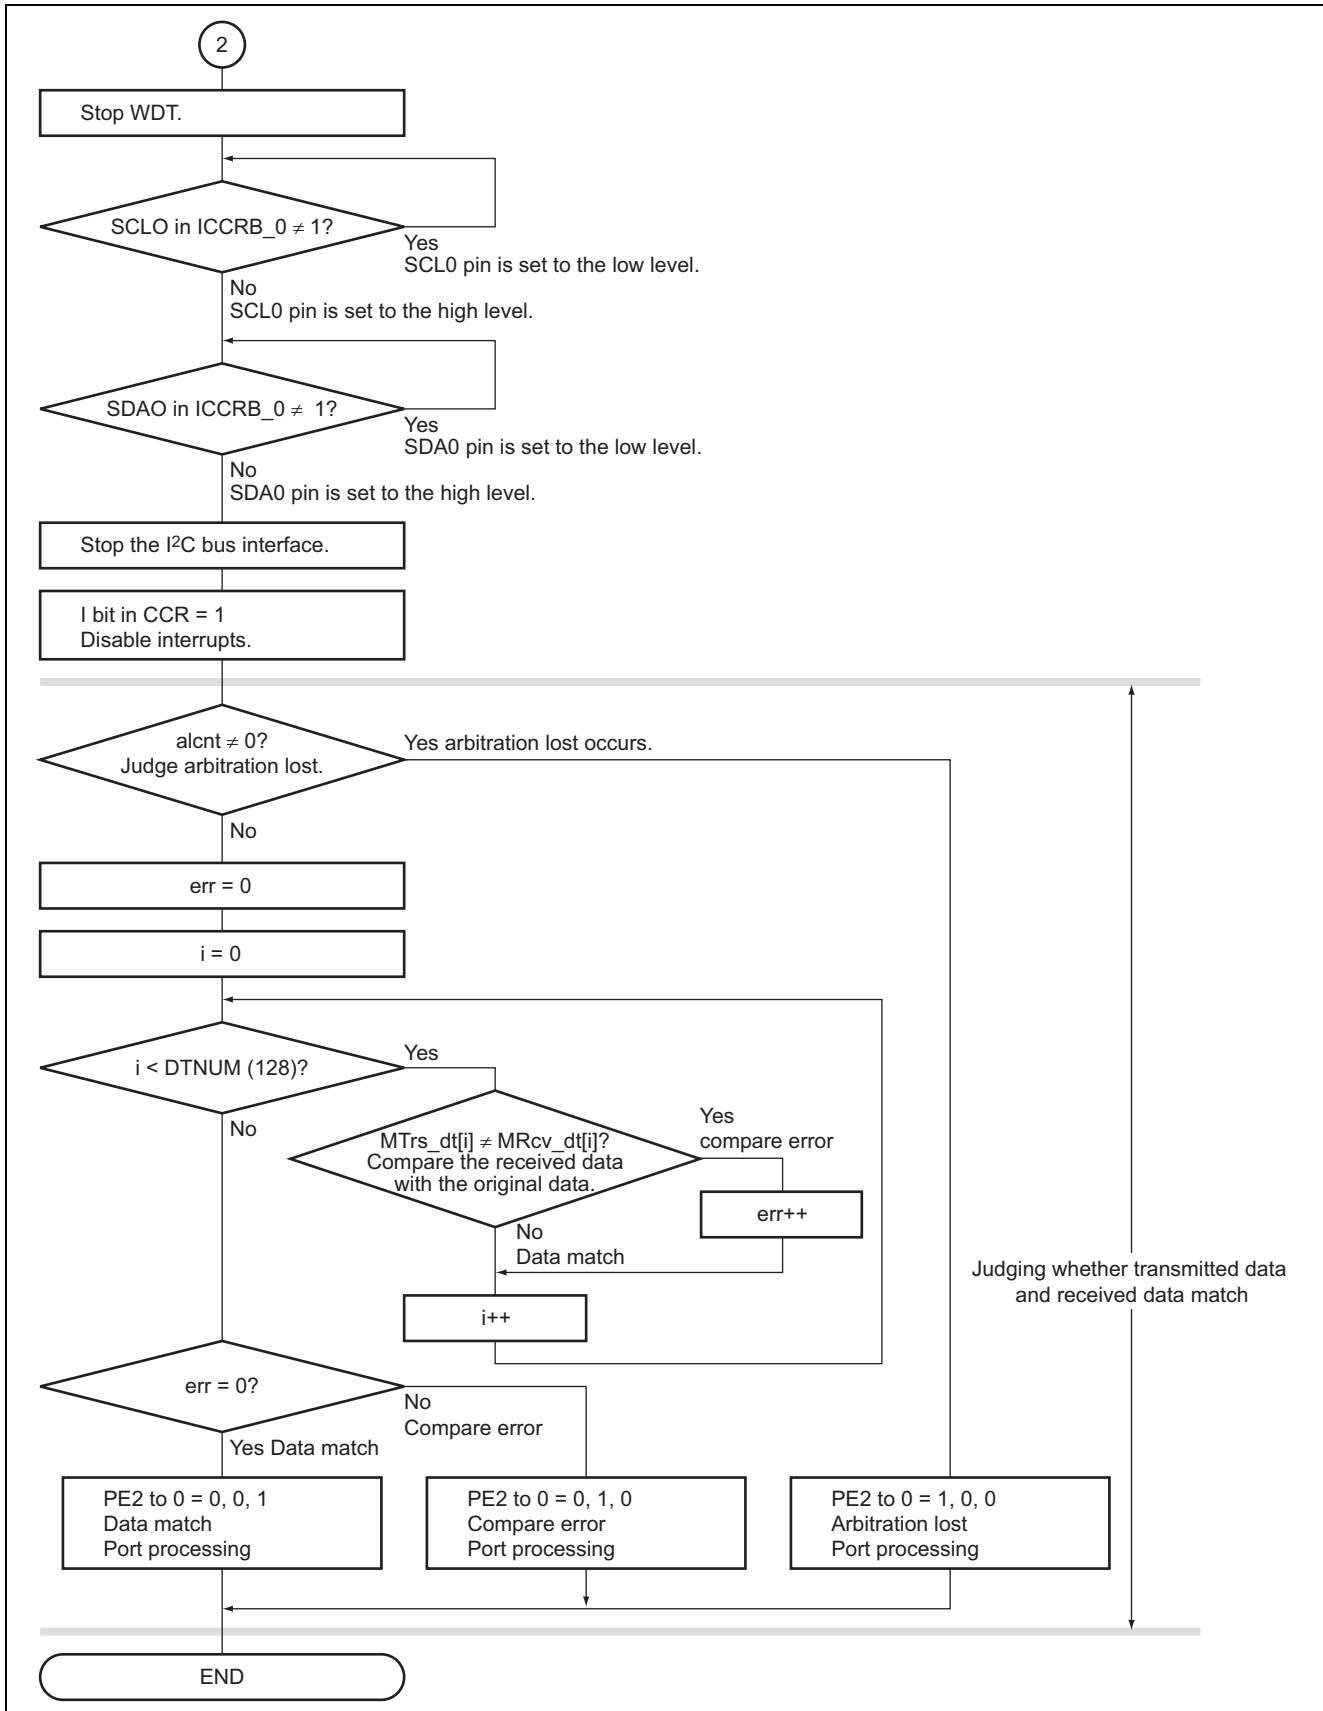 2
Stop WDT.
SCLO in ICCRB_0 ≠ 1?
Yes
SCL0 pin is set to the low level.
No
SCL0 pin is set to the high level.
SDAO in ICCRB_0 ≠ 1?
Yes
SDA0 pin is set to the low level.
No
SDA0 pin is set to the high level.
Stop the I²C bus interface.
I bit in CCR = 1
Disable interrupts.
alcnt ≠ 0?
Judge arbitration lost.
Yes arbitration lost occurs.
No
err = 0
i = 0
i < DTNUM (128)?
Yes
No
MTrs_dt[i] ≠ MRcv_dt[i]?
Compare the received data
with the original data.
Yes
compare error
err++
No
Data match
i++
Judging whether transmitted data
and received data match
err = 0?
No
Compare error
Yes Data match
PE2 to 0 = 0, 0, 1
Data match
Port processing
PE2 to 0 = 0, 1, 0
Compare error
Port processing
PE2 to 0 = 1, 0, 0
Arbitration lost
Port processing
END